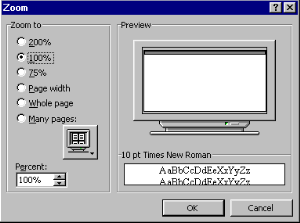 Zoom
Zoom to
200%
100%
75%
Page width
Whole page
Many pages:
Percent:
100%
Preview
10 pt Times New Roman
AaBbCcDdEeXxYyZz
AaBbCcDdEeXxYyZz
OK
Cancel